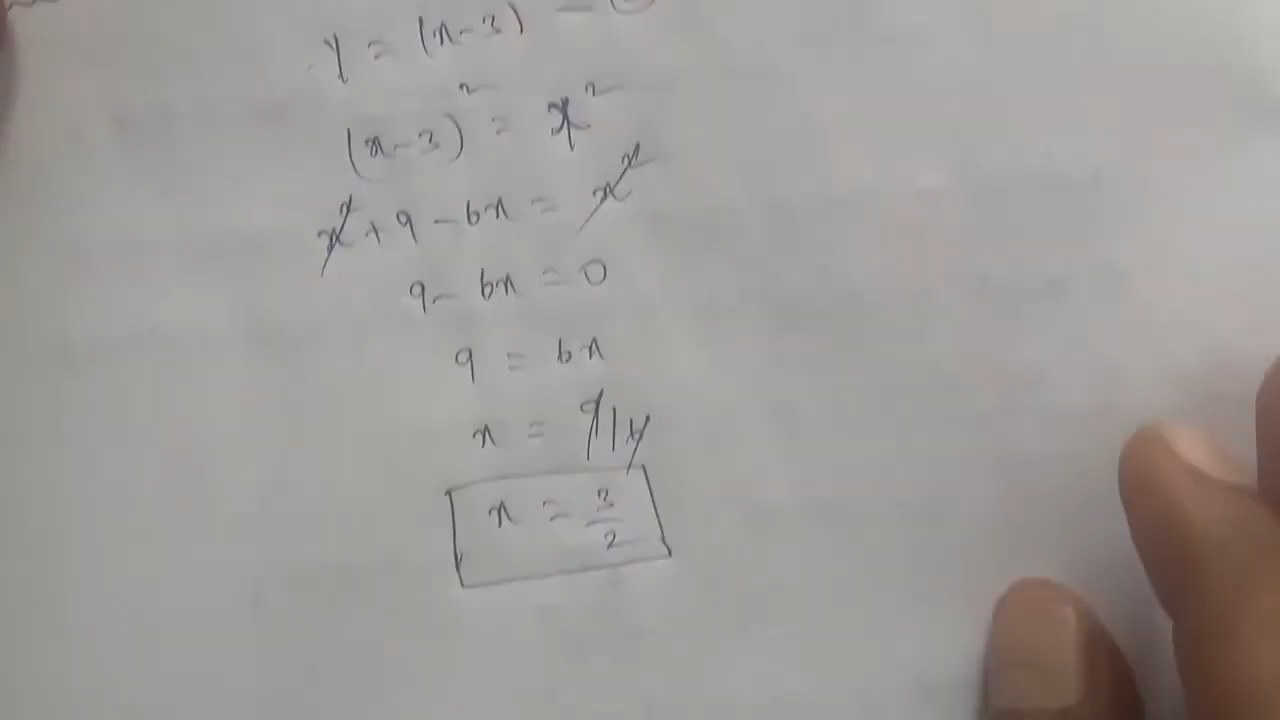 y = (x-3) -
(x-3)² = x²
x² + 9 - 6x = x²
9 - 6x = 0
9 = 6x
x = 9/6
x = 3/2